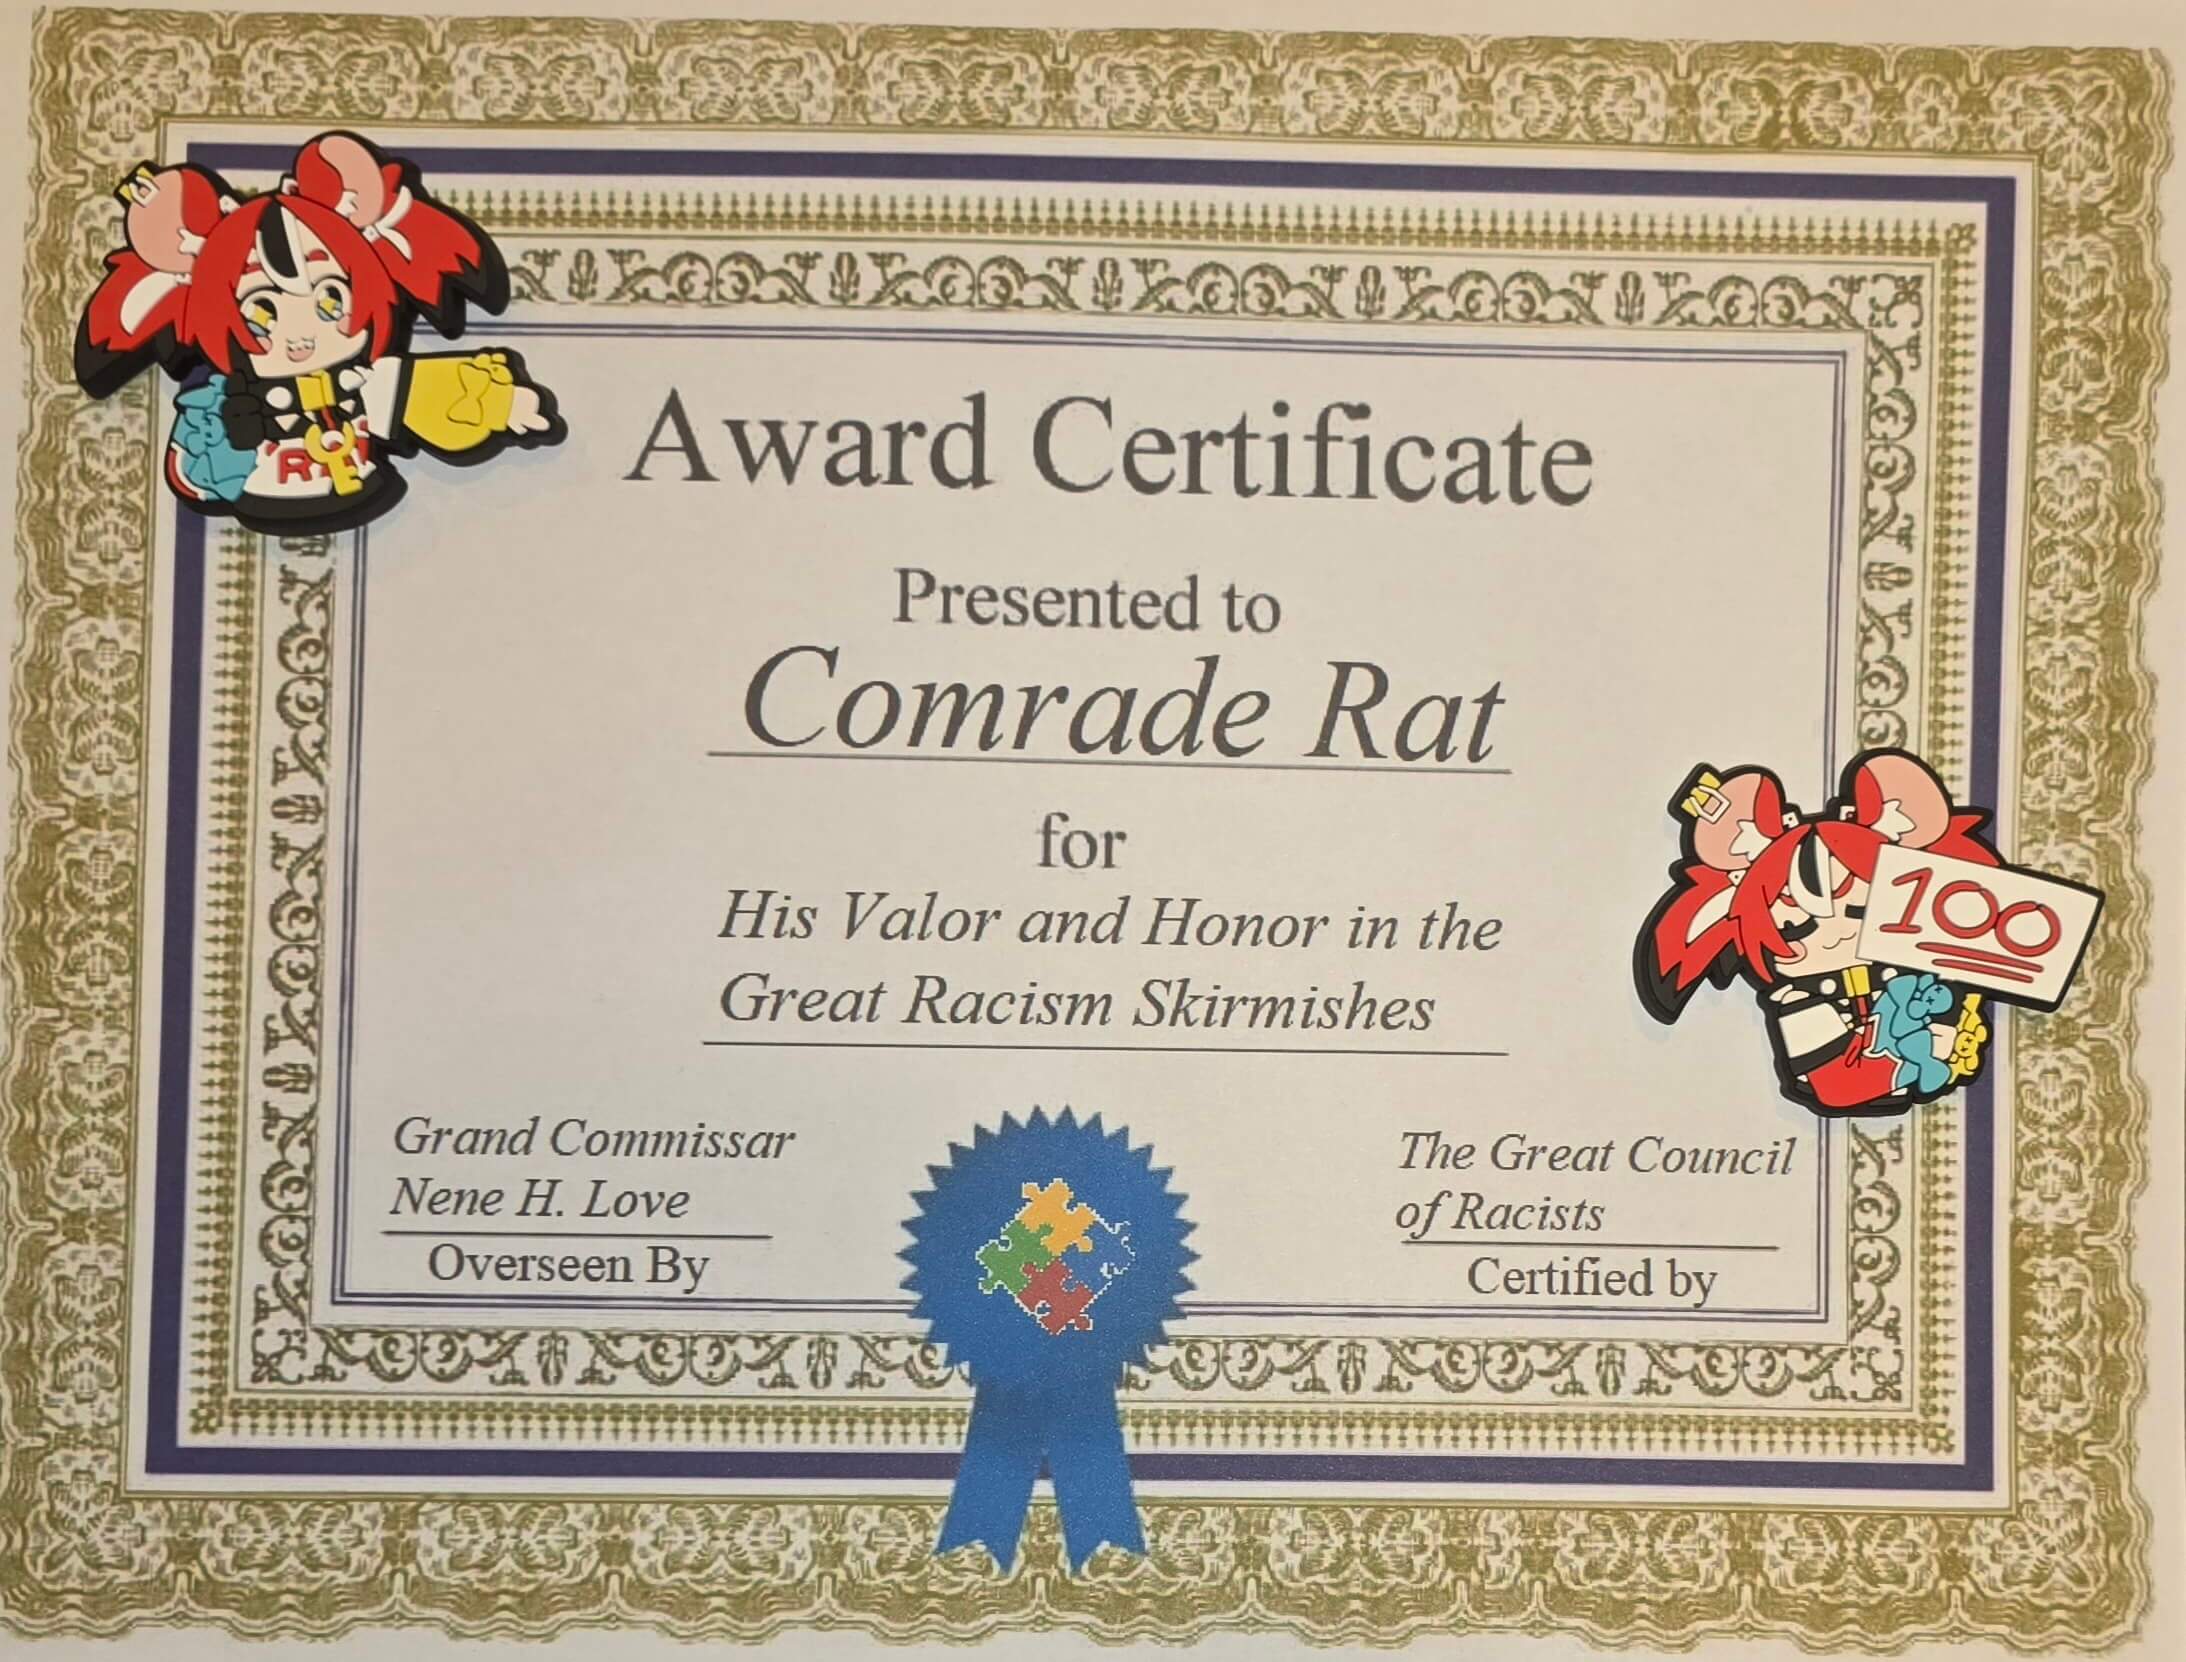 Award Certificate
Presented to
Comrade Rat
for
His Valor and Honor in the
Great Racism Skirmishes
Grand Commissar
Nene H. Love
Overseen By
The Great Council
of Racists
Certified by
100